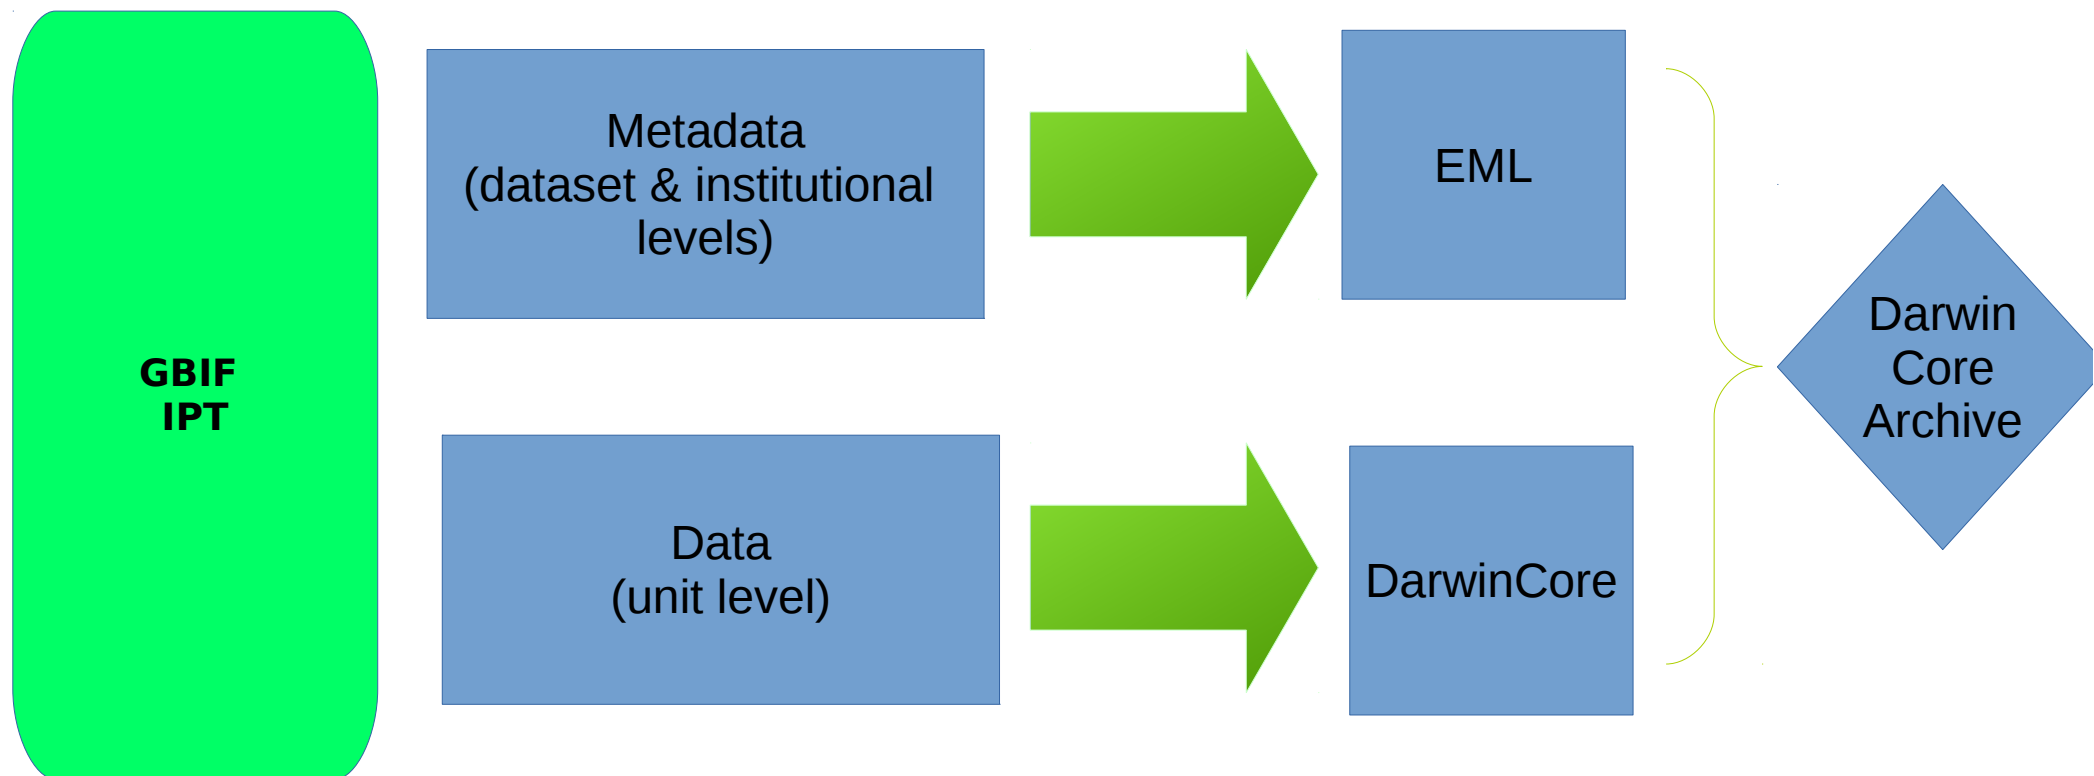 GBIF
IPT
Metadata
(dataset & institutional
levels)
EML
Data
(unit level)
DarwinCore
Darwin
Core
Archive